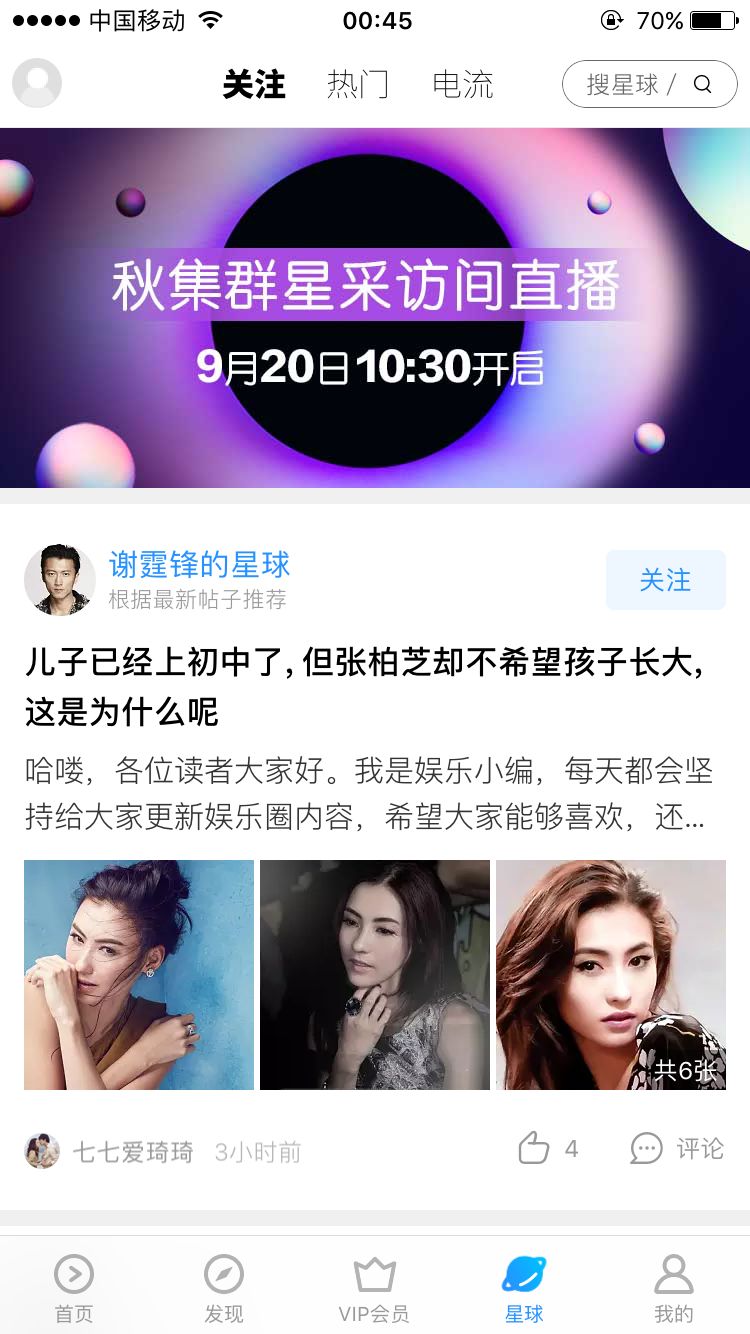 中国移动 00:45 70%
关注 热门 电流 搜星球 /
秋集群星采访间直播
9月20日10:30开启
谢霆锋的星球
根据最新帖子推荐
关注
儿子已经上初中了, 但张柏芝却不希望孩子长大,
这是为什么呢
哈喽，各位读者大家好。我是娱乐小编，每天都会坚
持给大家更新娱乐圈内容，希望大家能够喜欢，还...
共6张
七七爱琦琦 3小时前 4 评论
首页 发现 VIP会员 星球 我的